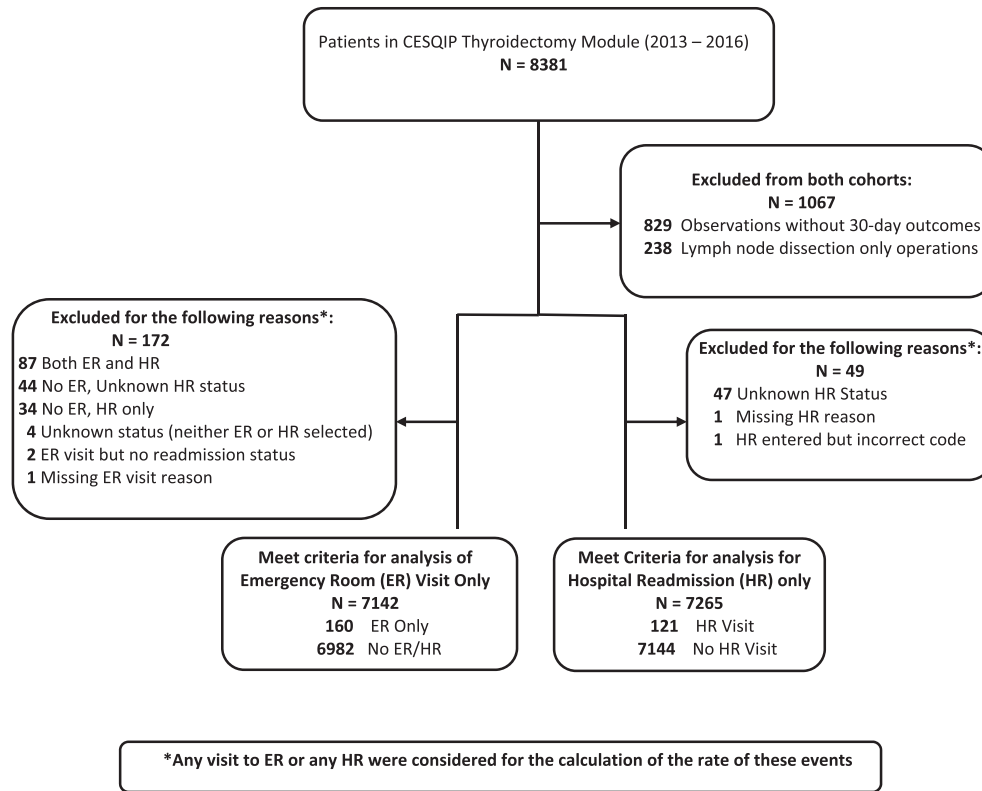 Patients in CESQIP Thyroidectomy Module (2013 – 2016)
N = 8381
Excluded from both cohorts:
N = 1067
829 Observations without 30-day outcomes
238 Lymph node dissection only operations
Excluded for the following reasons*:
N = 172
87 Both ER and HR
44 No ER, Unknown HR status
34 No ER, HR only
4 Unknown status (neither ER or HR selected)
2 ER visit but no readmission status
1 Missing ER visit reason
Excluded for the following reasons*:
N = 49
47 Unknown HR Status
1 Missing HR reason
1 HR entered but incorrect code
Meet criteria for analysis of
Emergency Room (ER) Visit Only
N = 7142
160 ER Only
6982 No ER/HR
Meet Criteria for analysis for
Hospital Readmission (HR) only
N = 7265
121 HR Visit
7144 No HR Visit
*Any visit to ER or any HR were considered for the calculation of the rate of these events